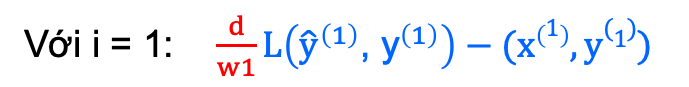 Với i = 1: d/w1 L(ŷ⁽¹⁾, y⁽¹⁾) − (x⁽¹⁾, y⁽₁⁾)